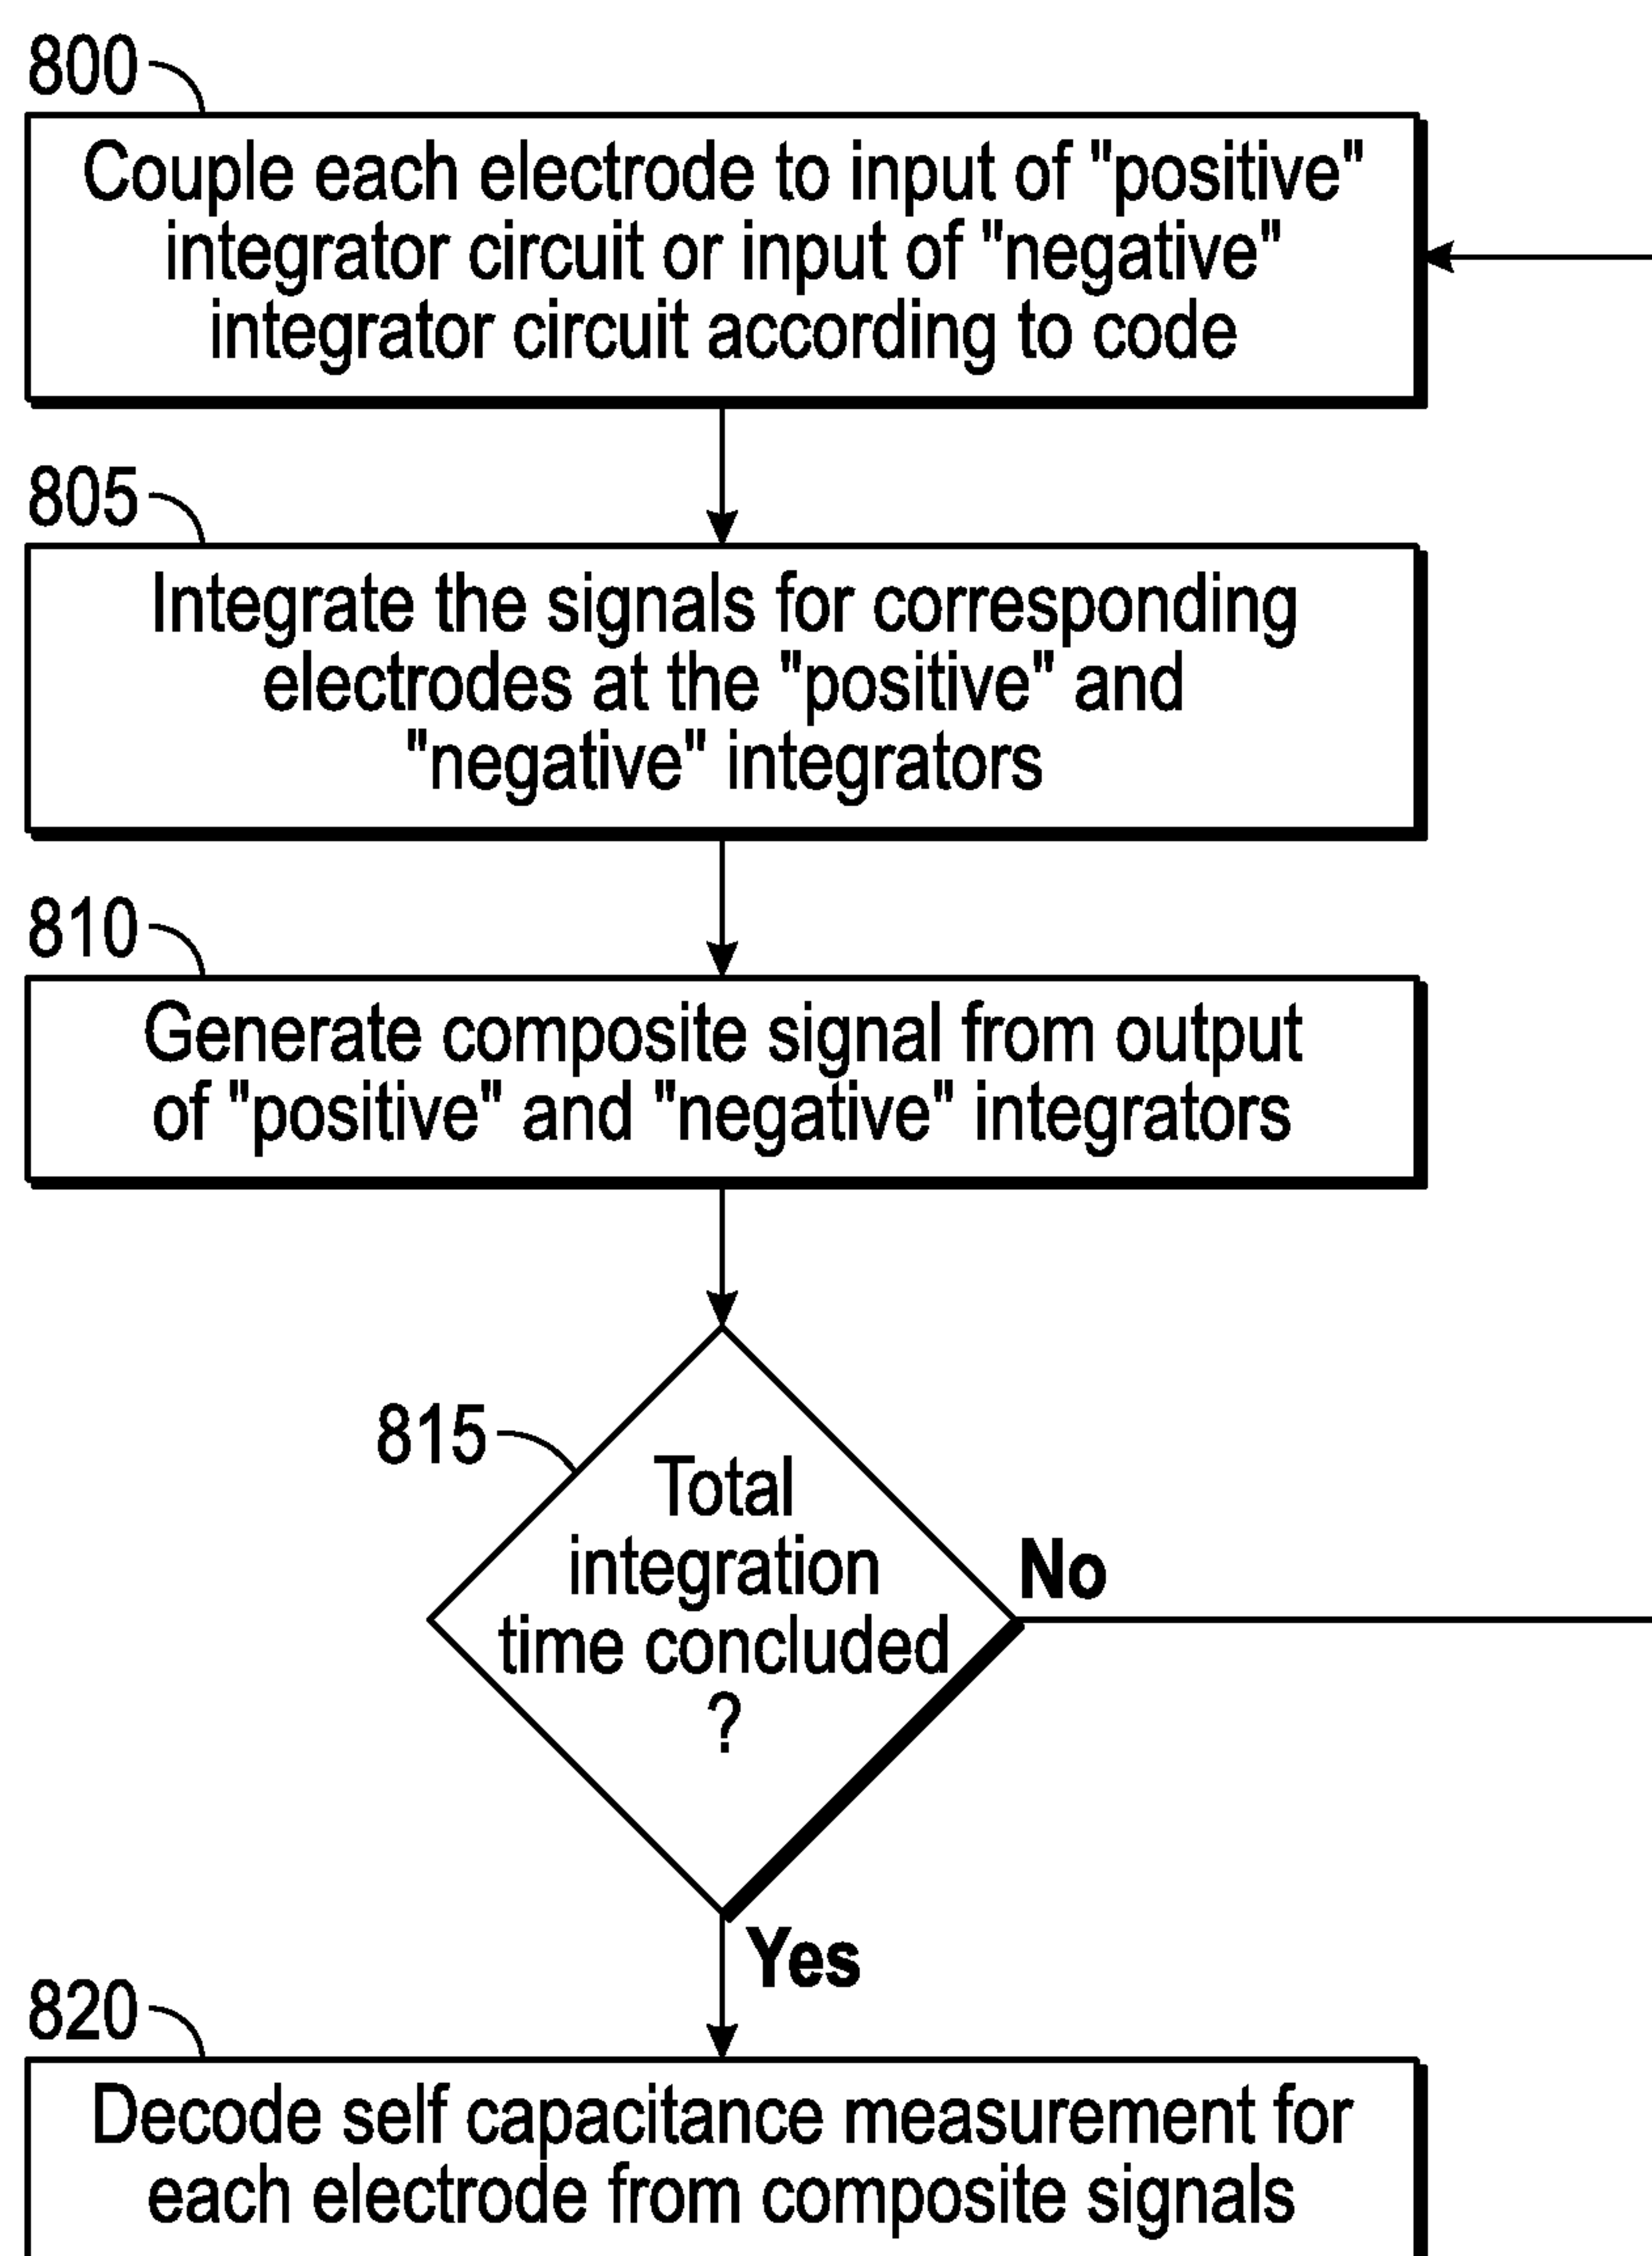 800
Couple each electrode to input of "positive"
integrator circuit or input of "negative"
integrator circuit according to code
805
Integrate the signals for corresponding
electrodes at the "positive" and
"negative" integrators
810
Generate composite signal from output
of "positive" and "negative" integrators
815
Total
integration
time concluded
?
No
Yes
820
Decode self capacitance measurement for
each electrode from composite signals